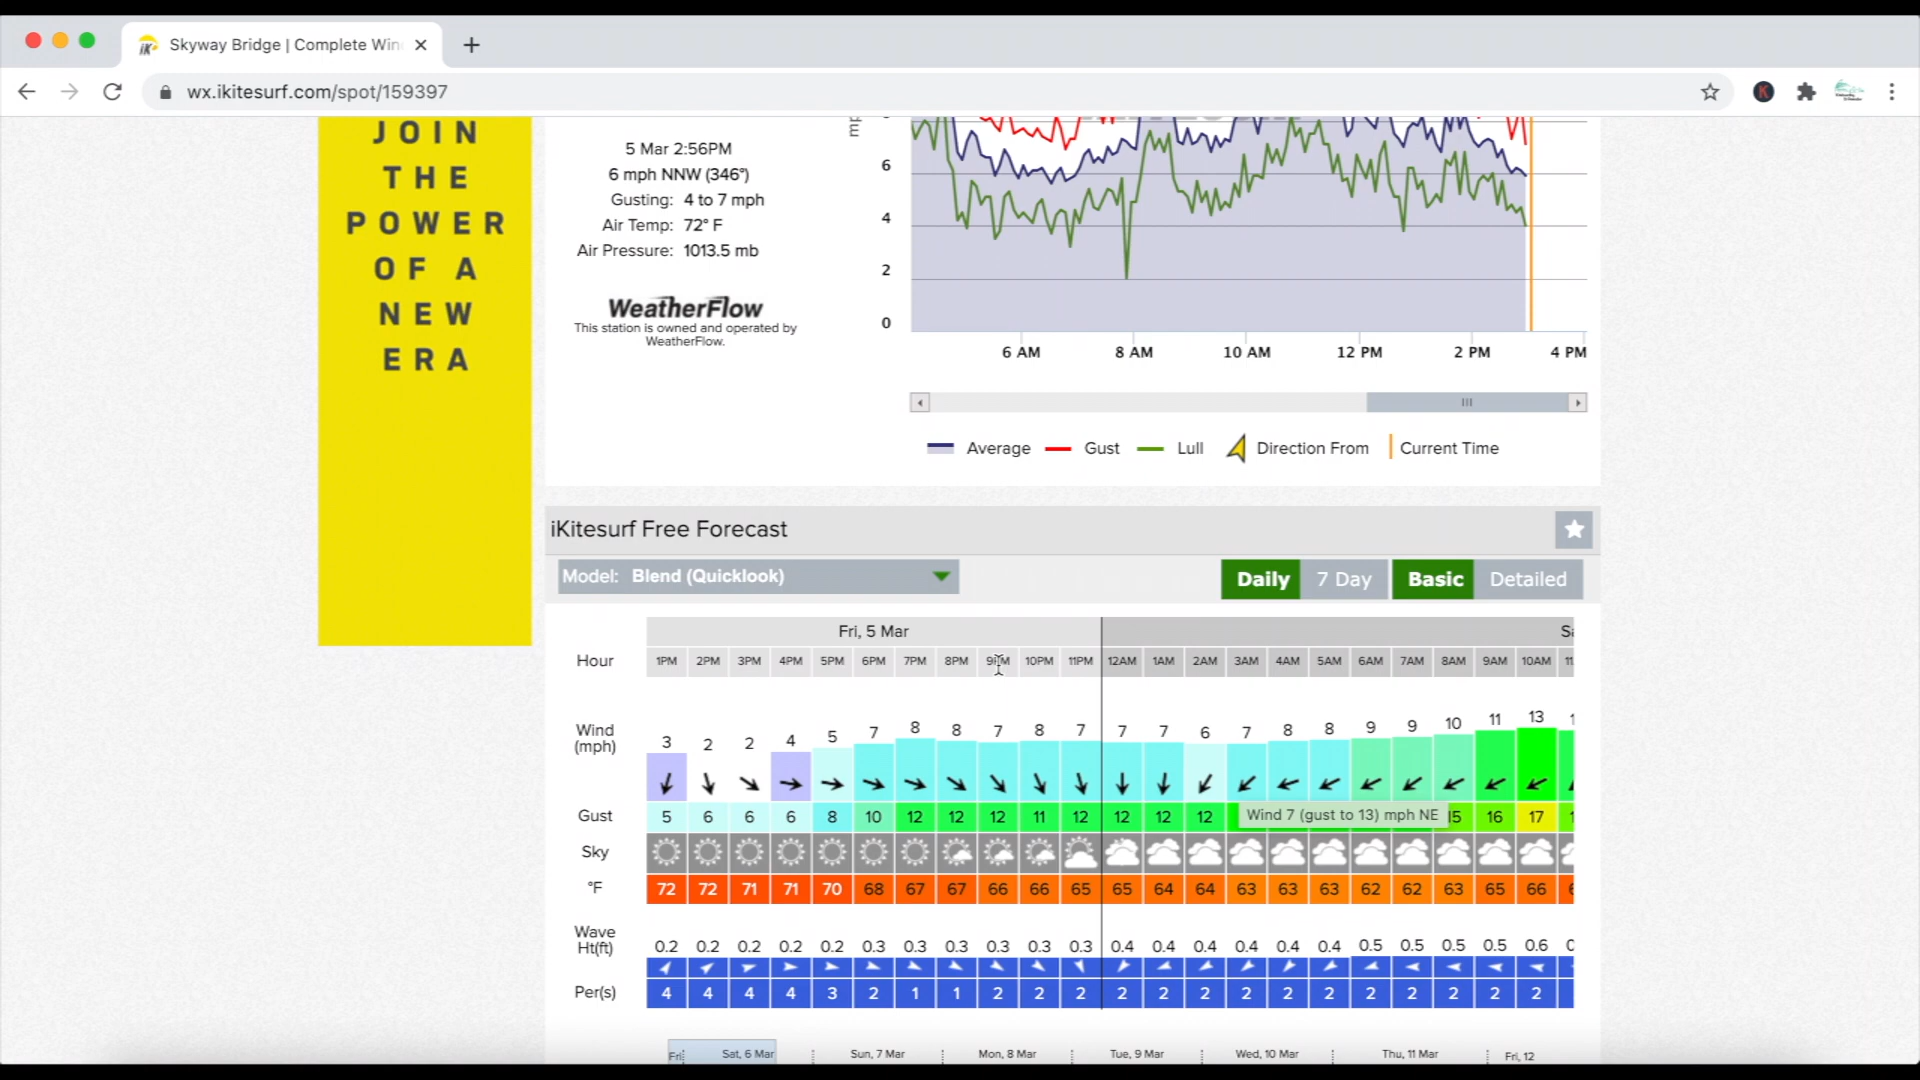 Skyway Bridge | Complete Win
wx.ikitesurf.com/spot/159397
JOIN
THE
POWER
OF A
NEW
ERA
5 Mar 2:56PM
6 mph NNW (346°)
Gusting: 4 to 7 mph
Air Temp: 72° F
Air Pressure: 1013.5 mb
WeatherFlow
This station is owned and operated by
WeatherFlow.
6
4
2
0
6 AM 8 AM 10 AM 12 PM 2 PM 4 PM
Average Gust Lull Direction From Current Time
iKitesurf Free Forecast
Model: Blend (Quicklook)
Daily 7 Day Basic Detailed
Fri, 5 Mar
Hour 1PM 2PM 3PM 4PM 5PM 6PM 7PM 8PM 9PM 10PM 11PM 12AM 1AM 2AM 3AM 4AM 5AM 6AM 7AM 8AM 9AM 10AM
Wind
(mph) 3 2 2 4 5 7 8 8 7 8 7 7 7 6 7 8 8 9 9 10 11 13
Gust 5 6 6 6 8 10 12 12 12 11 12 12 12 12 Wind 7 (gust to 13) mph NE 15 16 17
Sky
°F 72 72 71 71 70 68 67 67 66 66 65 65 64 64 63 63 63 62 62 63 65 66
Wave
Ht(ft) 0.2 0.2 0.2 0.2 0.2 0.3 0.3 0.3 0.3 0.3 0.3 0.4 0.4 0.4 0.4 0.4 0.4 0.5 0.5 0.5 0.5 0.6
Per(s) 4 4 4 4 3 2 1 1 2 2 2 2 2 2 2 2 2 2 2 2 2 2
Fri Sat, 6 Mar Sun, 7 Mar Mon, 8 Mar Tue, 9 Mar Wed, 10 Mar Thu, 11 Mar Fri, 12